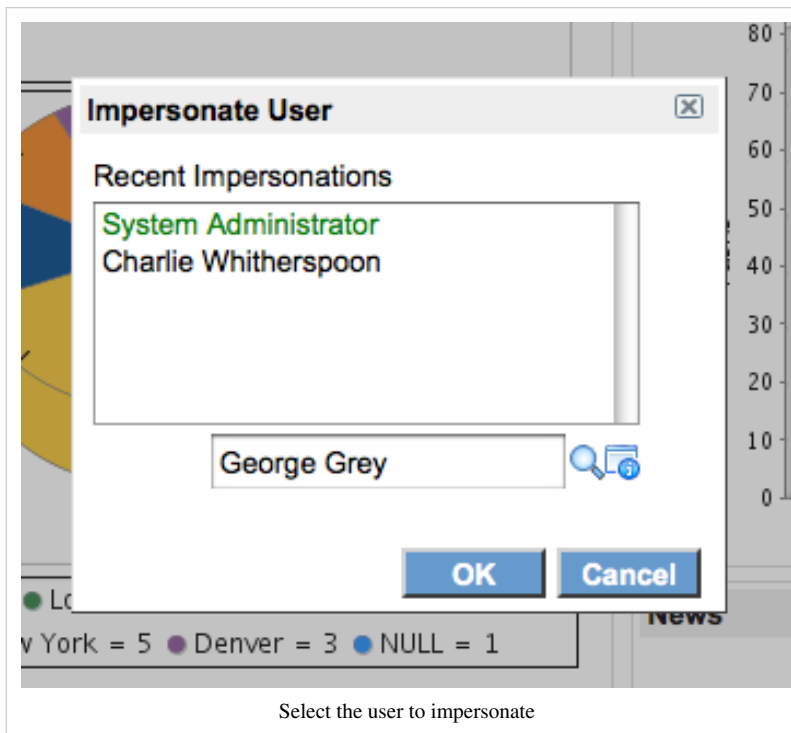 80
70
Impersonate User
60
Recent Impersonations
System Administrator
50
Charlie Whitherspoon
40
30
20
George Grey
10
0
OK Cancel
News
York = 5 Denver = 3 NULL = 1
Select the user to impersonate